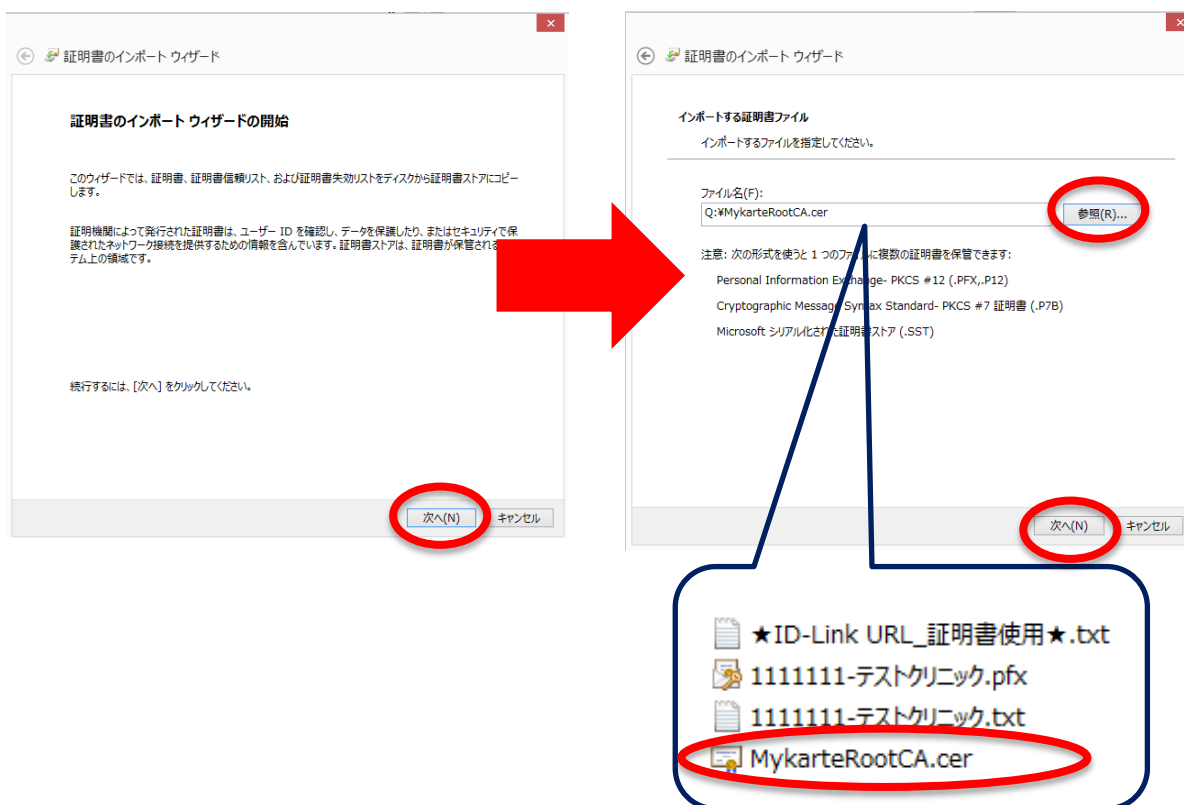 証明書のインポート ウィザード
証明書のインポート ウィザードの開始
このウィザードでは、証明書、証明書信頼リスト、および証明書失効リストをディスクから証明書ストアにコピー
します。
証明機関によって発行された証明書は、ユーザー ID を確認し、データを保護したり、またはセキュリティで保
護されたネットワーク接続を提供するための情報を含んでいます。証明書ストアは、証明書が保管される
テム上の領域です。
続行するには、[次へ] をクリックしてください。
次へ(N)
キャンセル
証明書のインポート ウィザード
インポートする証明書ファイル
インポートするファイルを指定してください。
ファイル名(F):
Q:¥MykarteRootCA.cer
参照(R)...
注意: 次の形式を使うと 1 つのファイルに複数の証明書を保管できます:
Personal Information Exchange- PKCS #12 (.PFX,.P12)
Cryptographic Message Syntax Standard- PKCS #7 証明書 (.P7B)
Microsoft シリアル化された証明書ストア (.SST)
次へ(N)
キャンセル
★ID-Link URL_証明書使用★.txt
1111111-テストクリニック.pfx
1111111-テストクリニック.txt
MykarteRootCA.cer